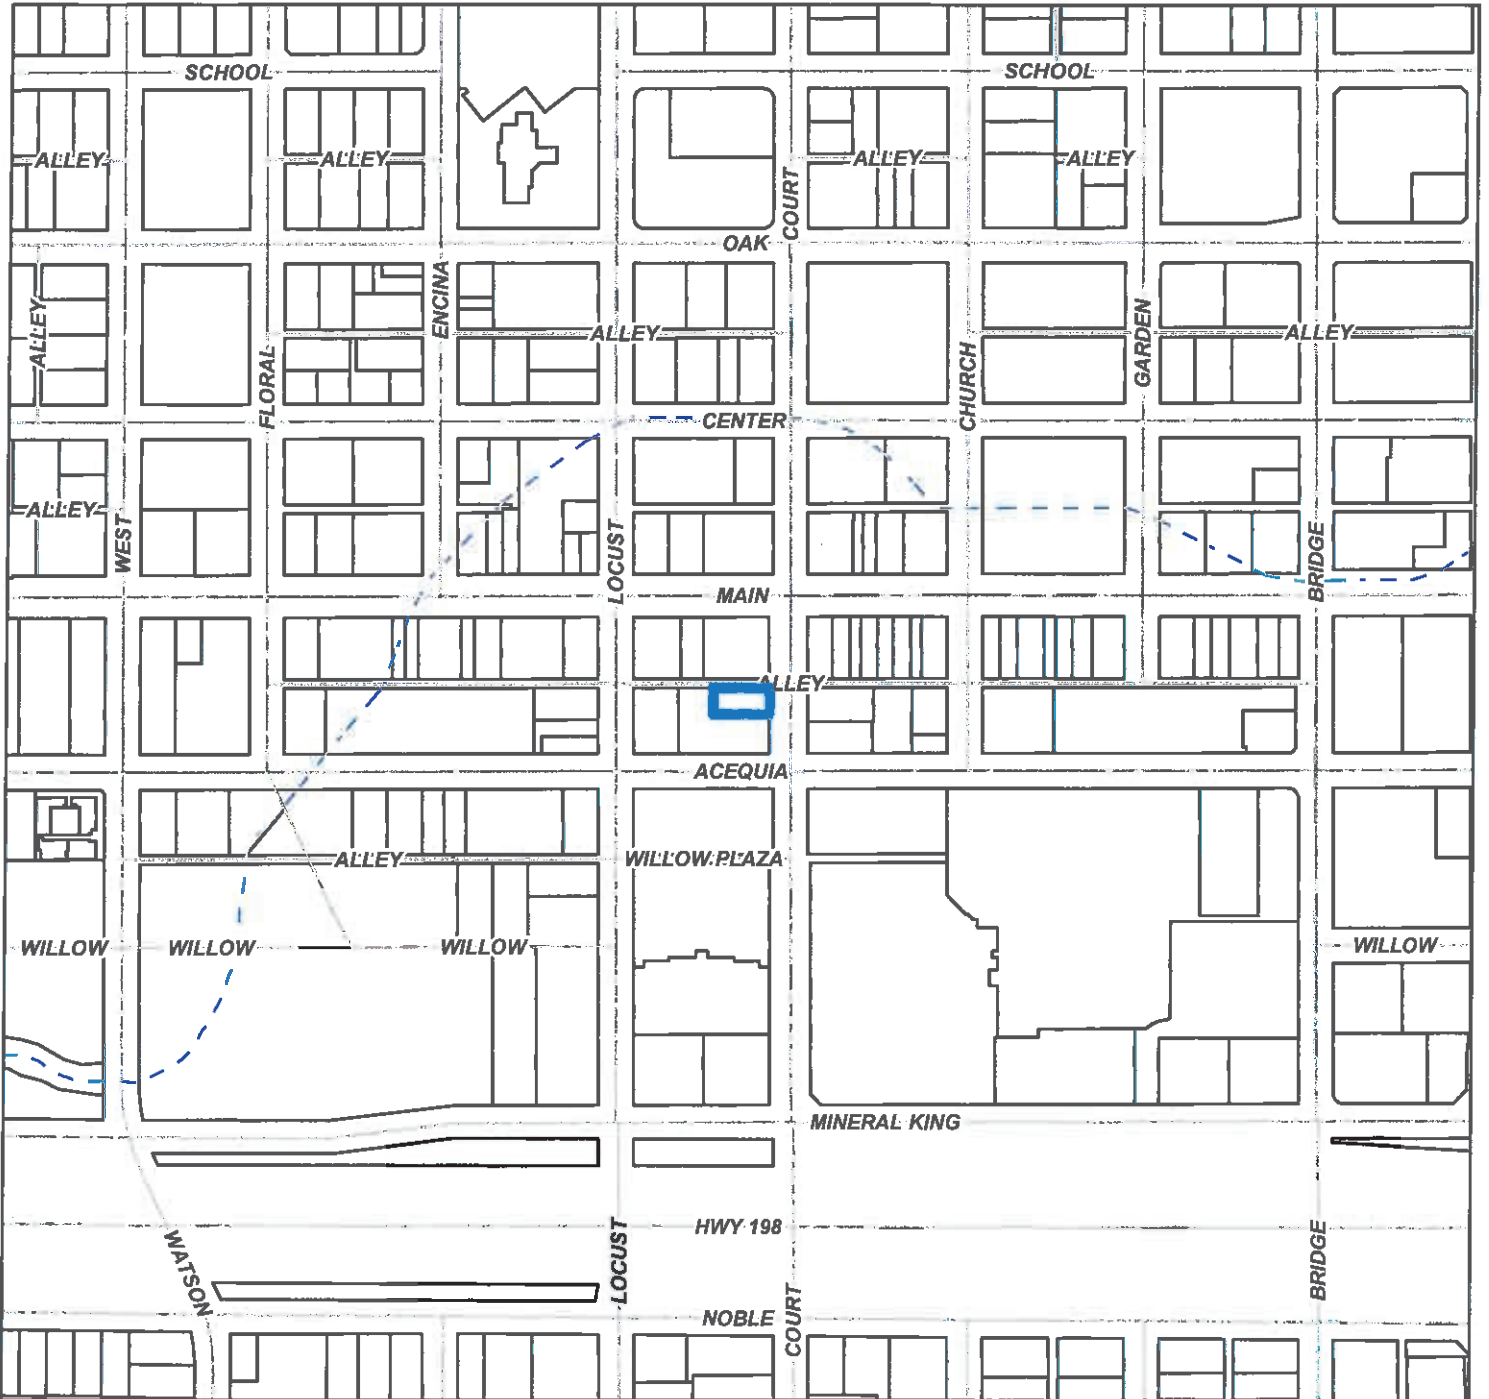 SCHOOL
SCHOOL
ALLEY
ALLEY
ALLEY
ALLEY
COURT
OAK
ENCINA
ALLEY
ALLEY
ALLEY
GARDEN
FLORAL
CHURCH
CENTER
ALLEY
WEST
LOCUST
BRIDGE
MAIN
ALLEY
ACEQUIA
ALLEY
WILLOW PLAZA
WILLOW
WILLOW
WILLOW
WILLOW
MINERAL KING
HWY 198
WATSON
LOCUST
BRIDGE
NOBLE
COURT